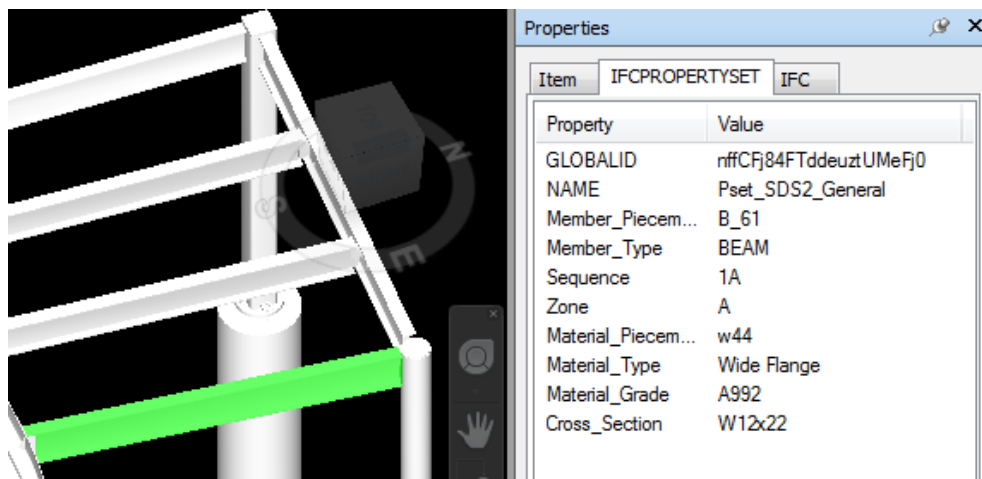 Properties
Item IFCPROPERTYSET IFC
Property Value
GLOBALID nffCFj84FTddeuztUMeFj0
NAME Pset_SDS2_General
Member_Piecem... B_61
Member_Type BEAM
Sequence 1A
Zone A
Material_Piecem... w44
Material_Type Wide Flange
Material_Grade A992
Cross_Section W12x22
N
E
S